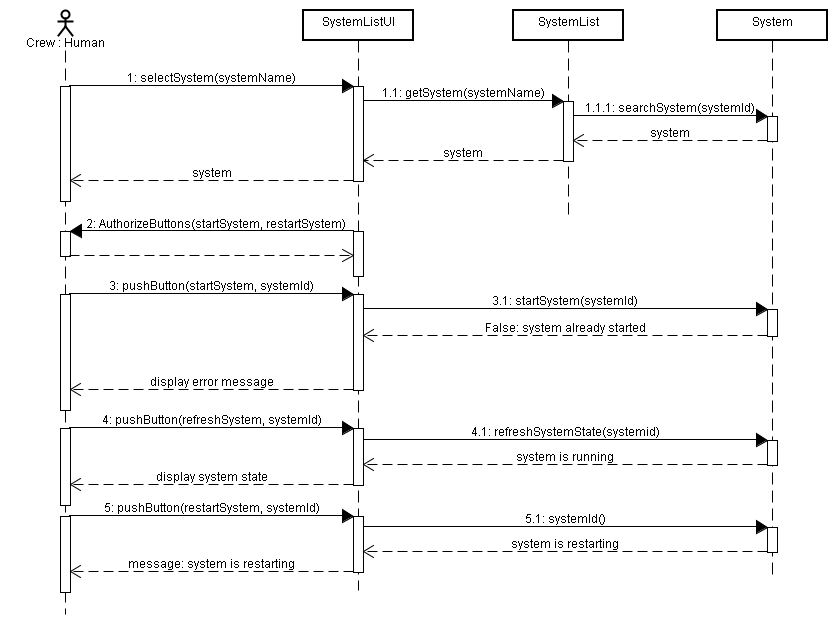 SystemListUI
SystemList
System
Crew : Human
1: selectSystem(systemName)
1.1: getSystem(systemName)
1.1.1: searchSystem(systemId)
system
system
system
2: AuthorizeButtons(startSystem, restartSystem)
3: pushButton(startSystem, systemId)
3.1: startSystem(systemId)
False: system already started
display error message
4: pushButton(refreshSystem, systemId)
4.1: refreshSystemState(systemid)
system is running
display system state
5: pushButton(restartSystem, systemId)
5.1: systemId()
system is restarting
message: system is restarting